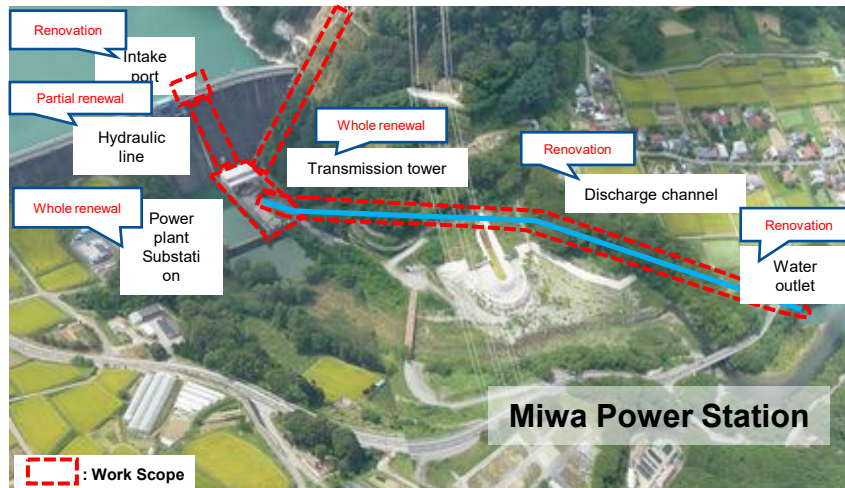 Renovation
Intake
port
Partial renewal
Hydraulic
line
Whole renewal
Transmission tower
Renovation
Discharge channel
Whole renewal
Power
plant
Substati
on
Renovation
Water
outlet
Miwa Power Station
: Work Scope